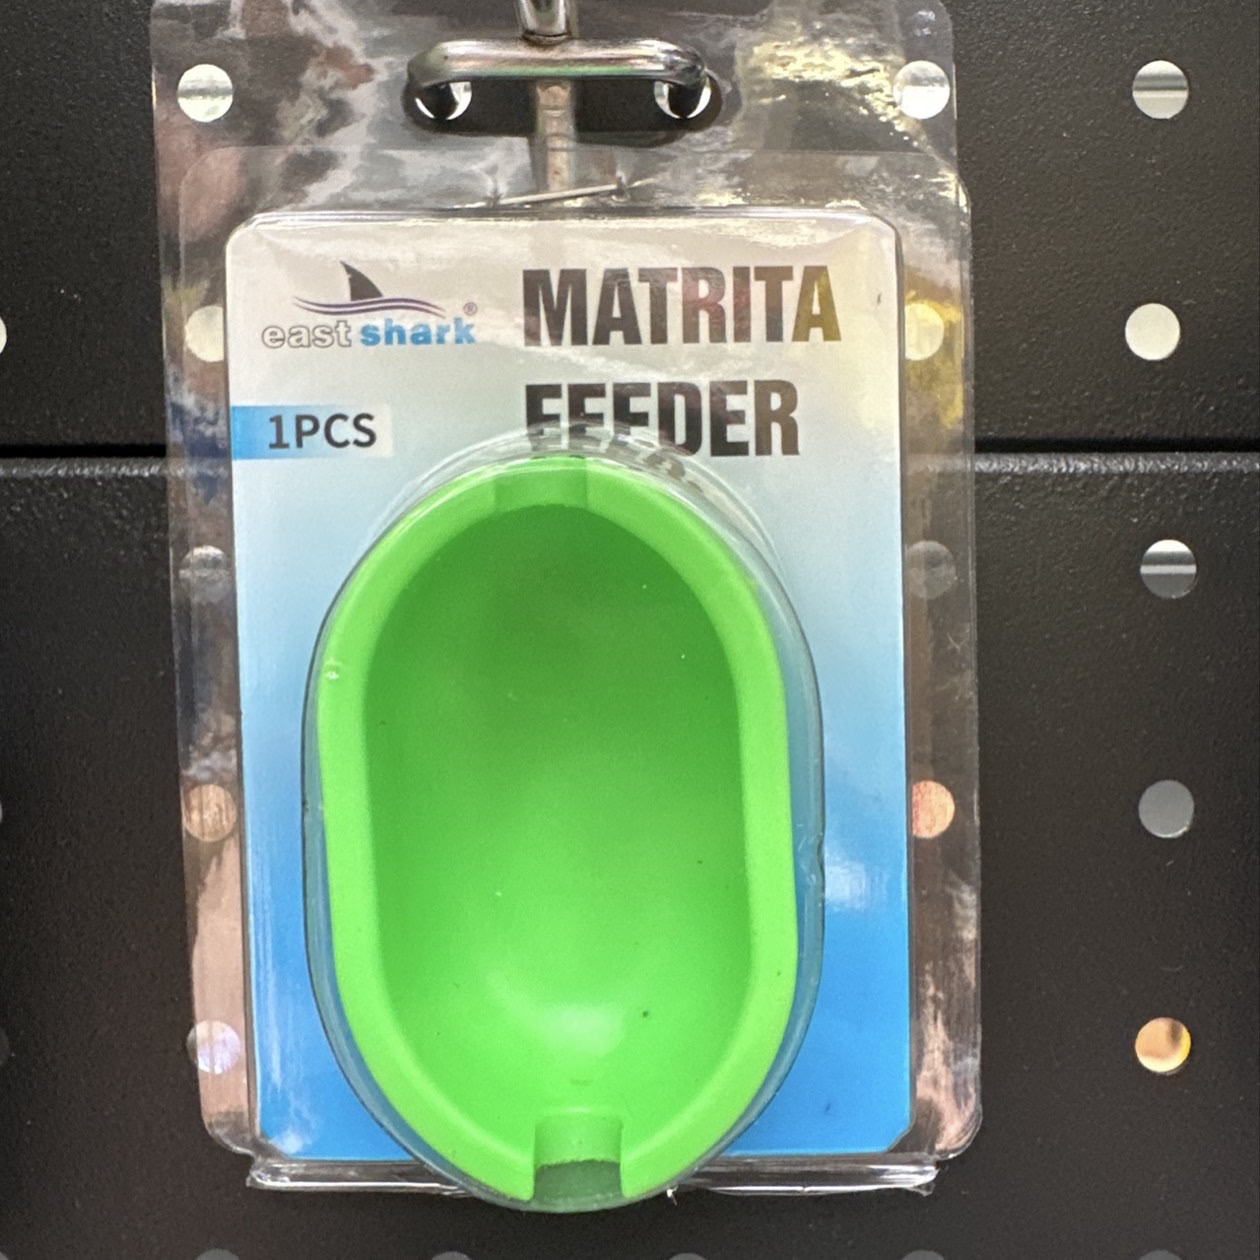 east shark®
MATRITA
FEEDER
1PCS